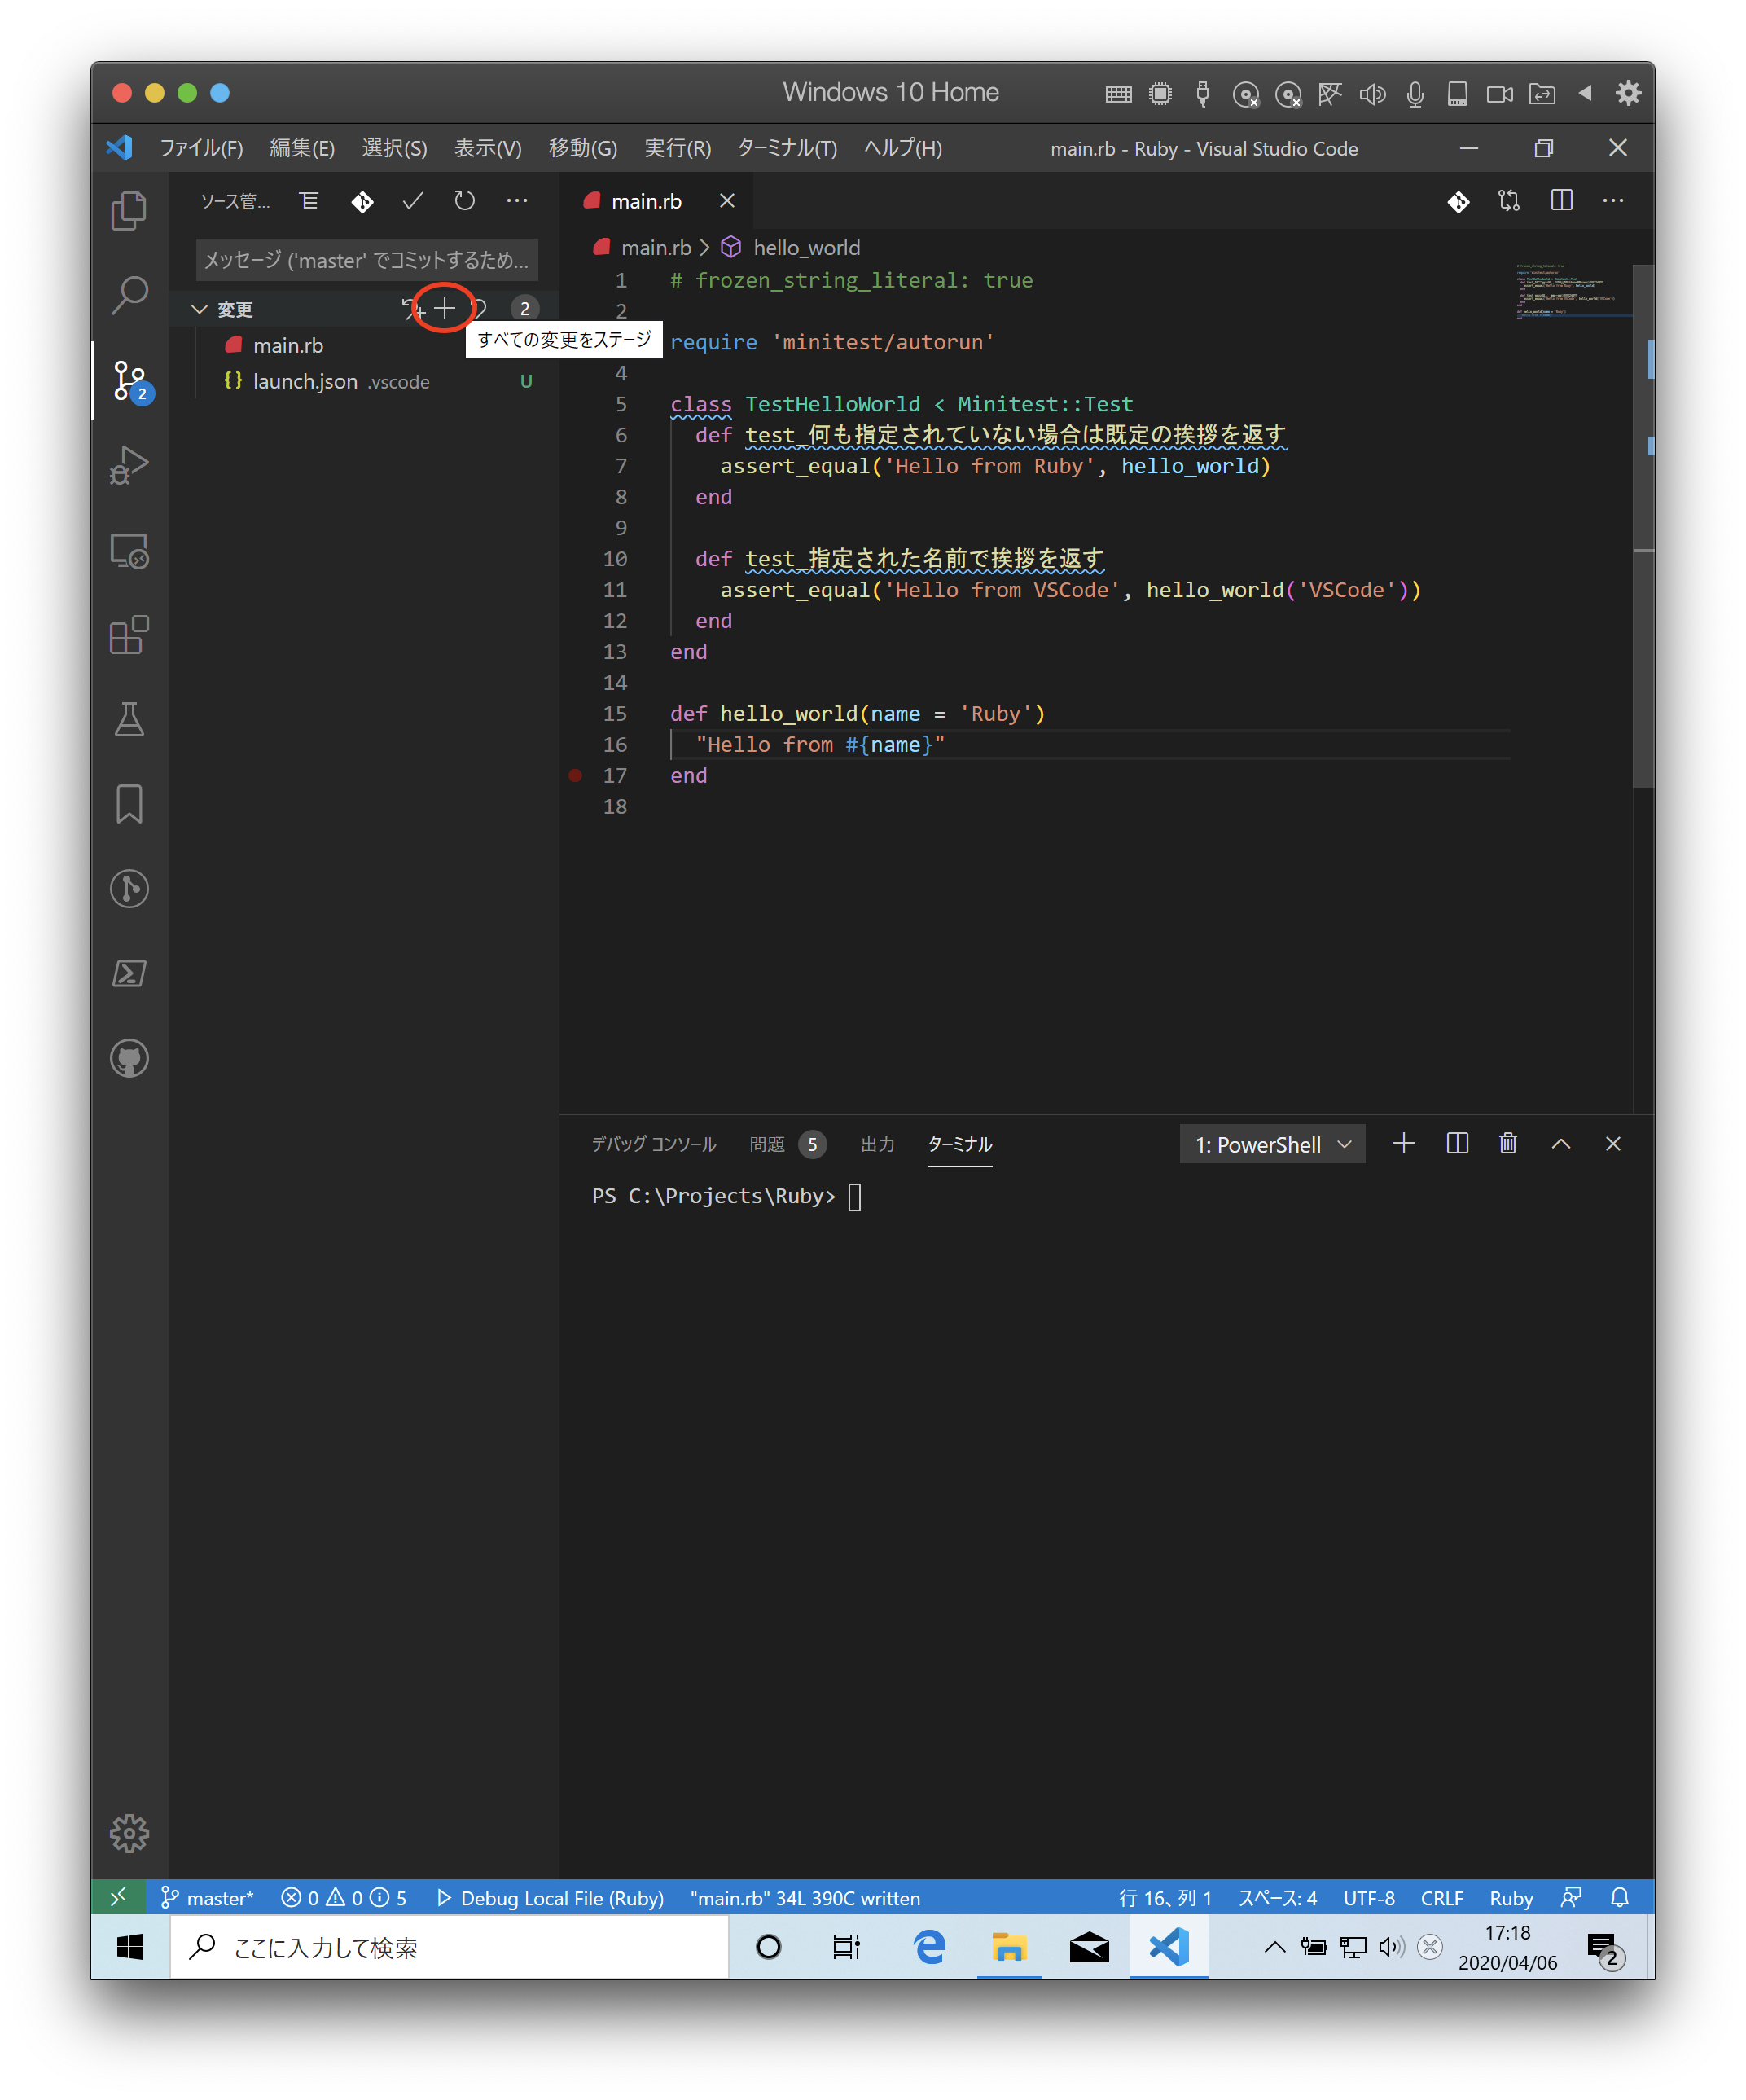 Windows 10 Home
ファイル(F) 編集(E) 選択(S) 表示(V) 移動(G) 実行(R) ターミナル(T) ヘルプ(H) main.rb - Ruby - Visual Studio Code
ソース管...
main.rb
メッセージ ('master' でコミットするため...
main.rb > hello_world
変更 2
すべての変更をステージ
main.rb
launch.json .vscode U
2
1 # frozen_string_literal: true
2
require 'minitest/autorun'
4
5 class TestHelloWorld < Minitest::Test
6 def test_何も指定されていない場合は既定の挨拶を返す
7 assert_equal('Hello from Ruby', hello_world)
8 end
9
10 def test_指定された名前で挨拶を返す
11 assert_equal('Hello from VSCode', hello_world('VSCode'))
12 end
13 end
14
15 def hello_world(name = 'Ruby')
16 "Hello from #{name}"
17 end
18
デバッグ コンソール 問題 5 出力 ターミナル 1: PowerShell
PS C:\Projects\Ruby>
master* 0 0 5 Debug Local File (Ruby) "main.rb" 34L 390C written 行 16、列 1 スペース: 4 UTF-8 CRLF Ruby
ここに入力して検索
17:18
2020/04/06
2